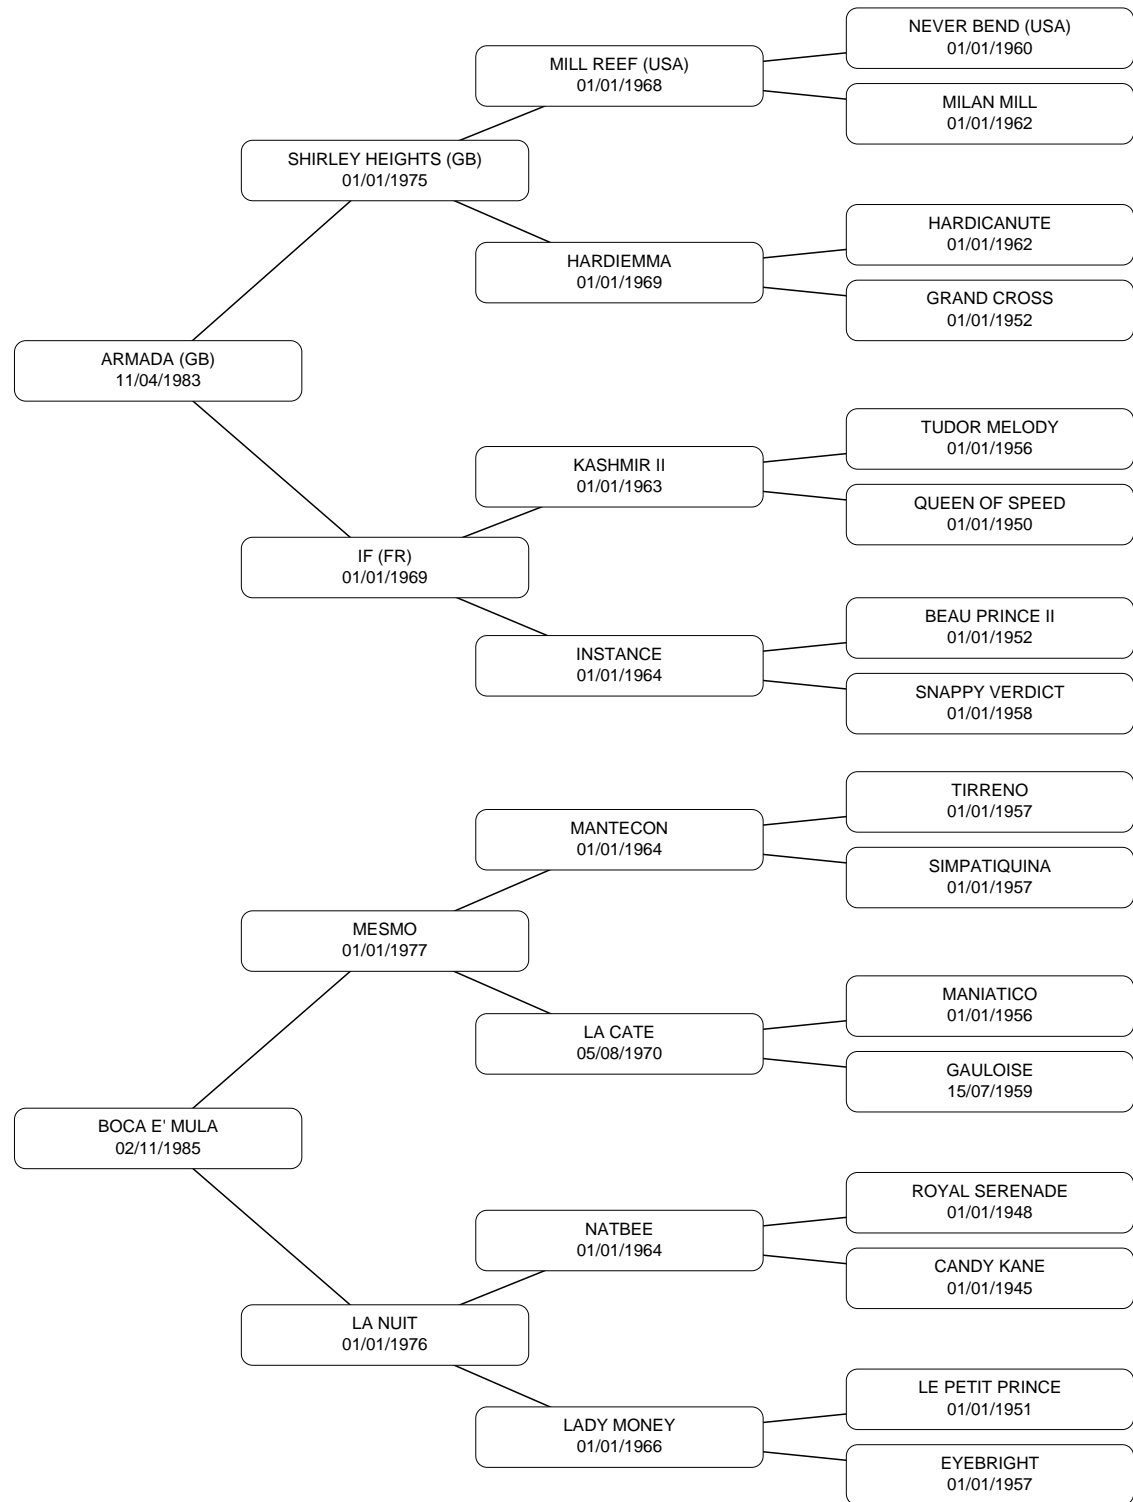 NEVER BEND (USA)
01/01/1960
MILL REEF (USA)
01/01/1968
MILAN MILL
01/01/1962
SHIRLEY HEIGHTS (GB)
01/01/1975
HARDICANUTE
01/01/1962
HARDIEMMA
01/01/1969
GRAND CROSS
01/01/1952
ARMADA (GB)
11/04/1983
TUDOR MELODY
01/01/1956
KASHMIR II
01/01/1963
QUEEN OF SPEED
01/01/1950
IF (FR)
01/01/1969
BEAU PRINCE II
01/01/1952
INSTANCE
01/01/1964
SNAPPY VERDICT
01/01/1958
TIRRENO
01/01/1957
MANTECON
01/01/1964
SIMPATIQUINA
01/01/1957
MESMO
01/01/1977
MANIATICO
01/01/1956
LA CATE
05/08/1970
GAULOISE
15/07/1959
BOCA E' MULA
02/11/1985
ROYAL SERENADE
01/01/1948
NATBEE
01/01/1964
CANDY KANE
01/01/1945
LA NUIT
01/01/1976
LE PETIT PRINCE
01/01/1951
LADY MONEY
01/01/1966
EYEBRIGHT
01/01/1957